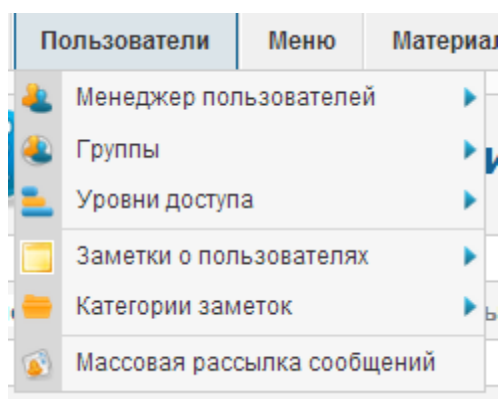 Пользователи Меню
Менеджер пользователей
Группы
Уровни доступа
Заметки о пользователях
Категории заметок
Массовая рассылка сообщений